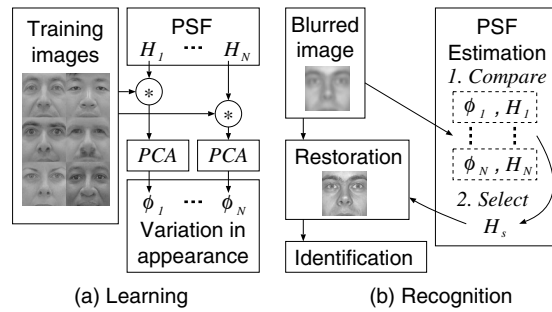 Training
images
PSF
H1 ... HN
*
*
PCA PCA
ϕ1 ... ϕN
Variation in
appearance
(a) Learning
Blurred
image
Restoration
Identification
PSF
Estimation
1. Compare
ϕ1 , H1
ϕN , HN
2. Select
Hs
(b) Recognition